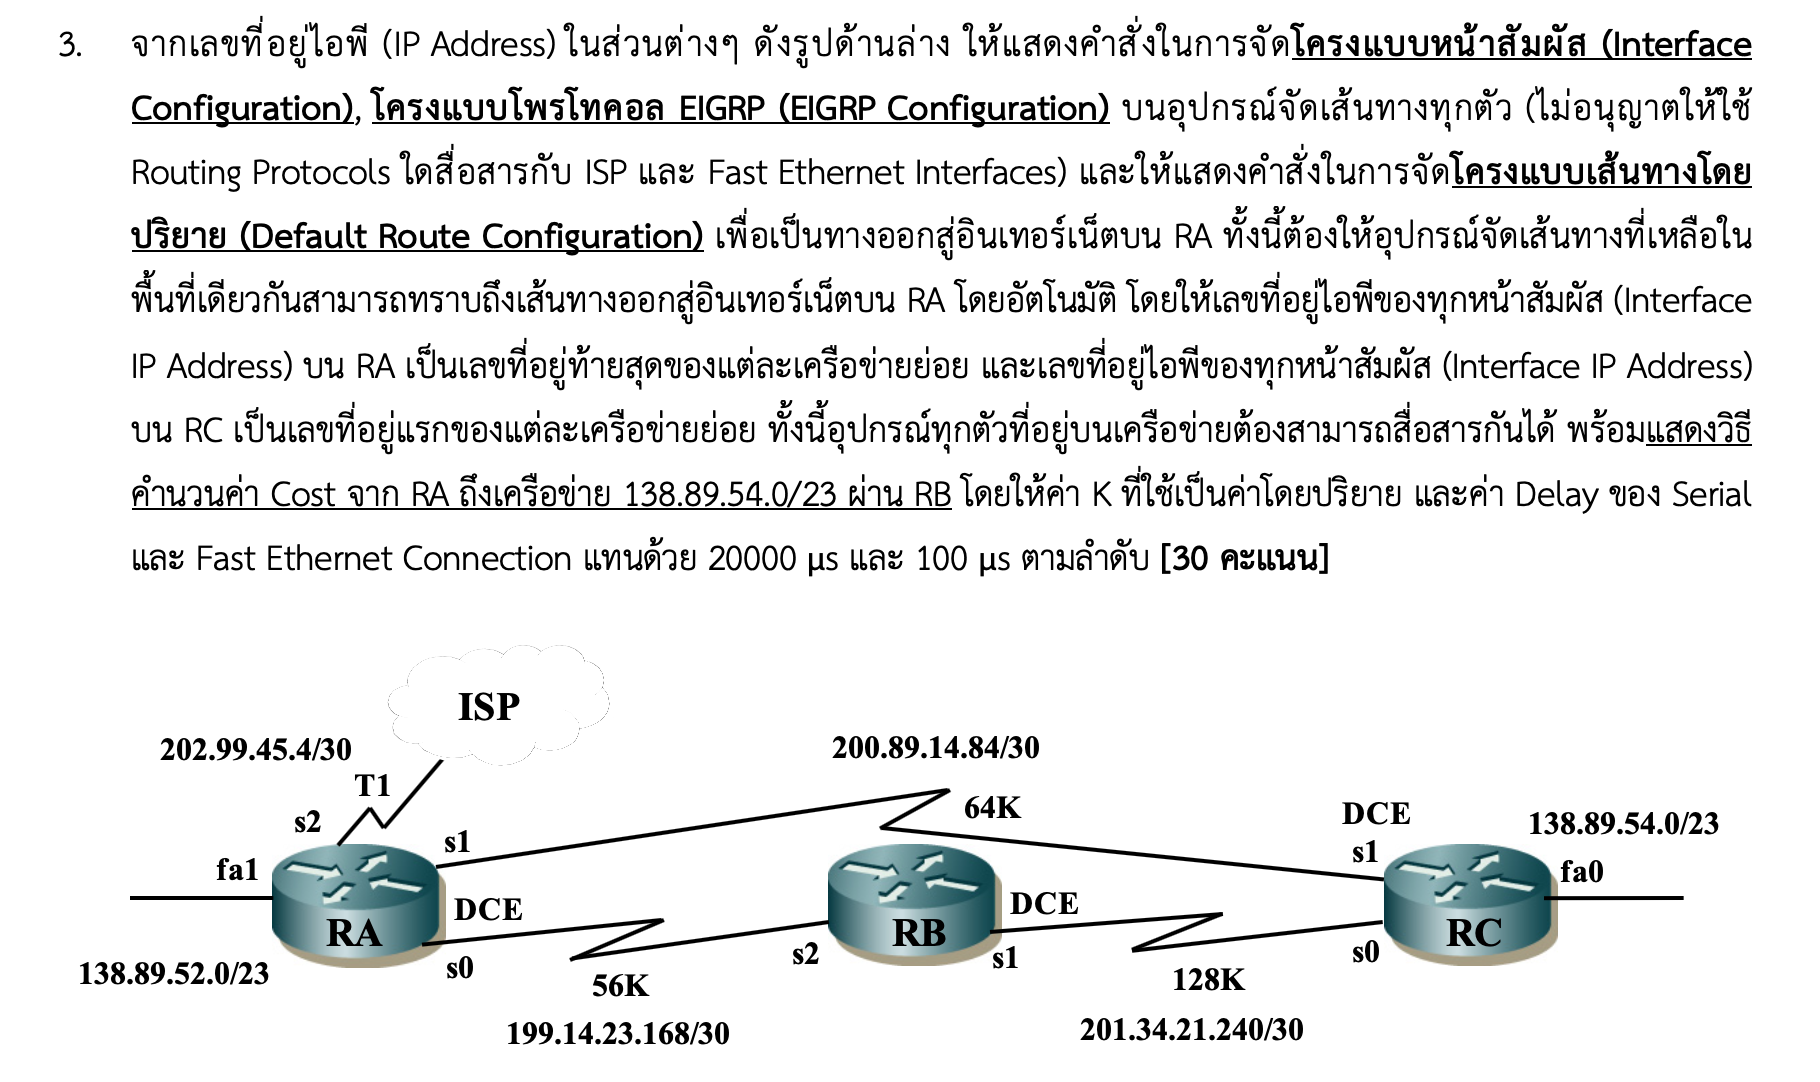 3. จากเลขที่อยู่ไอพี (IP Address) ในส่วนต่างๆ ดังรูปด้านล่าง ให้แสดงคำสั่งในการจัดโครงแบบหน้าสัมผัส (Interface
Configuration), โครงแบบโพรโทคอล EIGRP (EIGRP Configuration) บนอุปกรณ์จัดเส้นทางทุกตัว (ไม่อนุญาตให้ใช้
Routing Protocols ใดสื่อสารกับ ISP และ Fast Ethernet Interfaces) และให้แสดงคำสั่งในการจัดโครงแบบเส้นทางโดย
ปริยาย (Default Route Configuration) เพื่อเป็นทางออกสู่อินเทอร์เน็ตบน RA ทั้งนี้ต้องให้อุปกรณ์จัดเส้นทางที่เหลือใน
พื้นที่เดียวกันสามารถทราบถึงเส้นทางออกสู่อินเทอร์เน็ตบน RA โดยอัตโนมัติ โดยให้เลขที่อยู่ไอพีของทุกหน้าสัมผัส (Interface
IP Address) บน RA เป็นเลขที่อยู่ท้ายสุดของแต่ละเครือข่ายย่อย และเลขที่อยู่ไอพีของทุกหน้าสัมผัส (Interface IP Address)
บน RC เป็นเลขที่อยู่แรกของแต่ละเครือข่ายย่อย ทั้งนี้อุปกรณ์ทุกตัวที่อยู่บนเครือข่ายต้องสามารถสื่อสารกันได้ พร้อมแสดงวิธี
คำนวนค่า Cost จาก RA ถึงเครือข่าย 138.89.54.0/23 ผ่าน RB โดยให้ค่า K ที่ใช้เป็นค่าโดยปริยาย และค่า Delay ของ Serial
และ Fast Ethernet Connection แทนด้วย 20000 µs และ 100 µs ตามลำดับ [30 คะแนน]
ISP
202.99.45.4/30
200.89.14.84/30
T1
s2
64K
DCE
138.89.54.0/23
s1
s1
fa1
fa0
DCE
DCE
RA
RB
RC
s0
s2
s1
s0
138.89.52.0/23
56K
128K
199.14.23.168/30
201.34.21.240/30